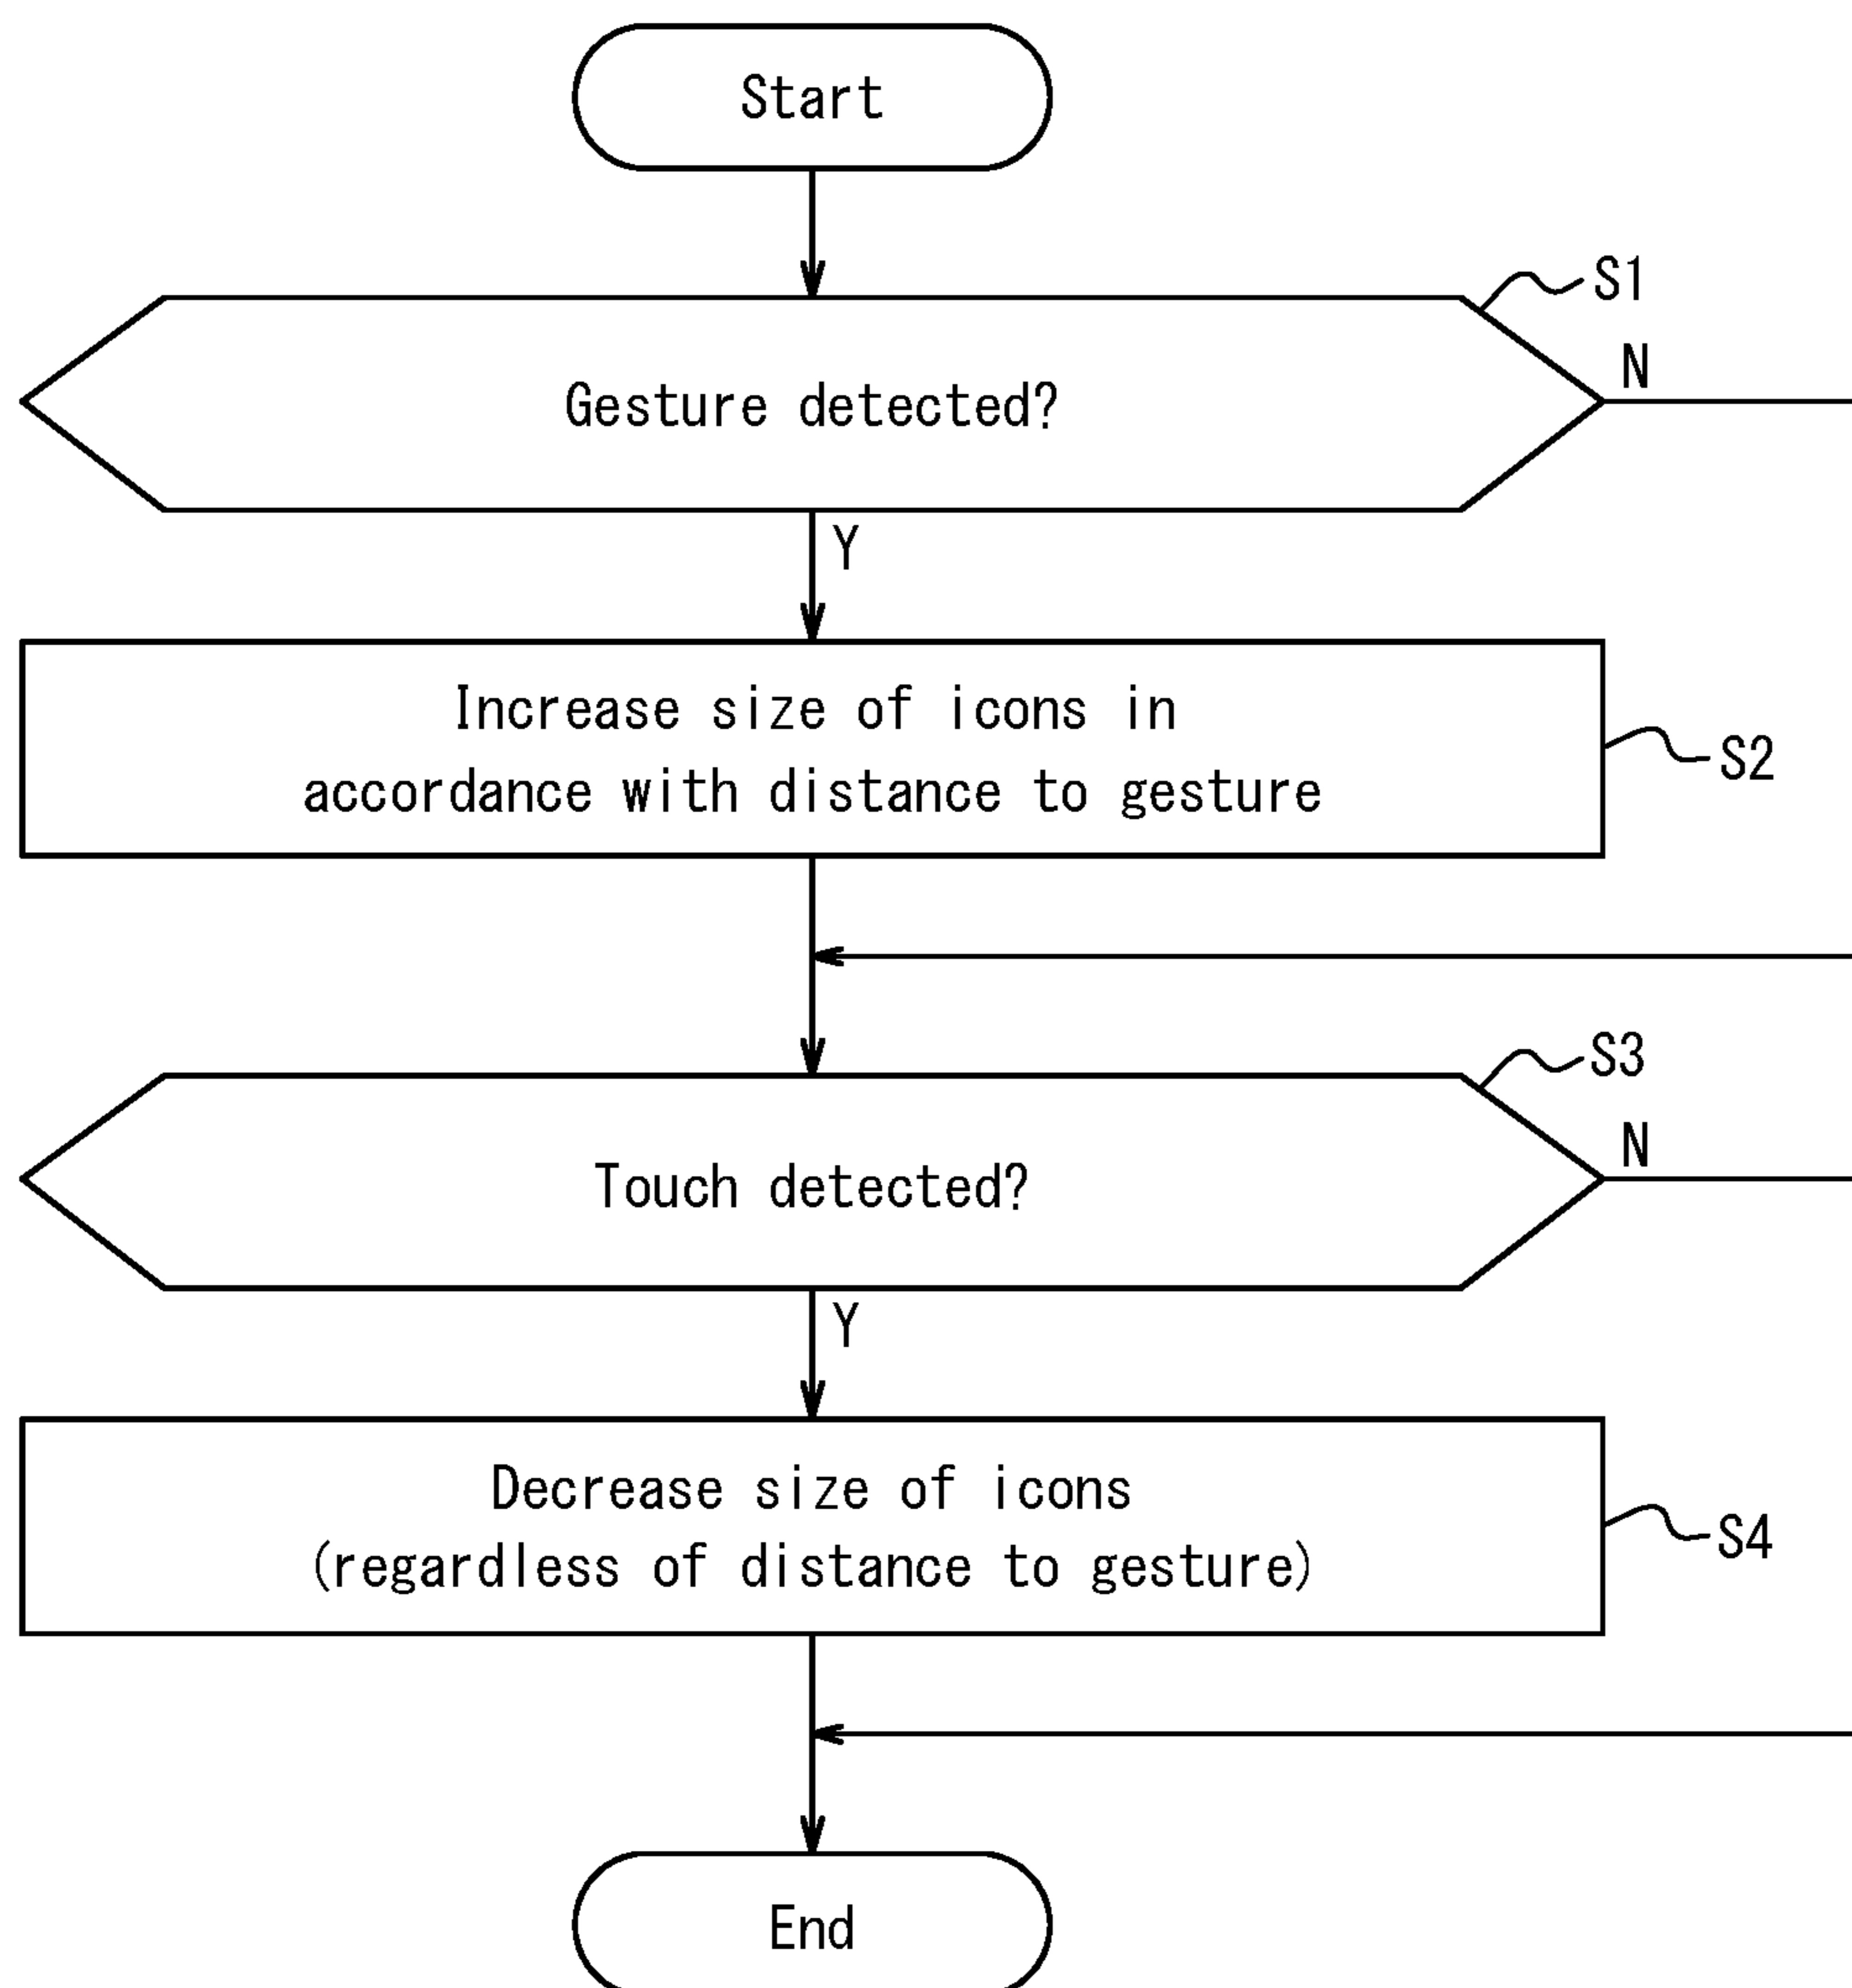 Start
S1
N
Gesture detected?
Y
Increase size of icons in
accordance with distance to gesture
S2
S3
N
Touch detected?
Y
Decrease size of icons
(regardless of distance to gesture)
S4
End